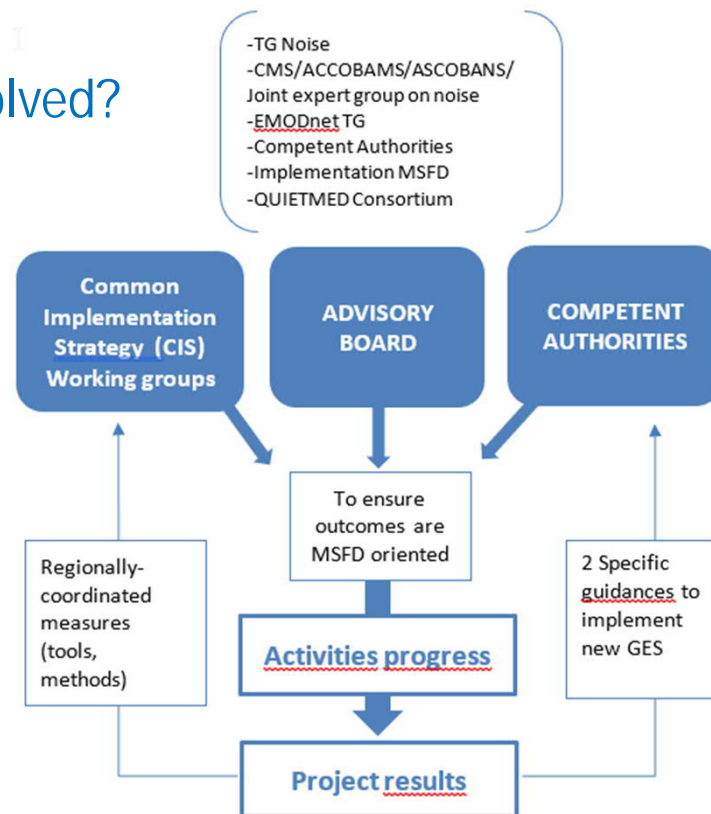 olved?
-TG Noise
-CMS/ACCOBAMS/ASCOBANS/
Joint expert group on noise
-EMODnet TG
-Competent Authorities
-Implementation MSFD
-QUIETMED Consortium
Common
Implementation
Strategy (CIS)
Working groups
ADVISORY
BOARD
COMPETENT
AUTHORITIES
To ensure
outcomes are
MSFD oriented
Regionally-
coordinated
measures
(tools,
methods)
2 Specific
guidances to
implement
new GES
Activities progress
Project results